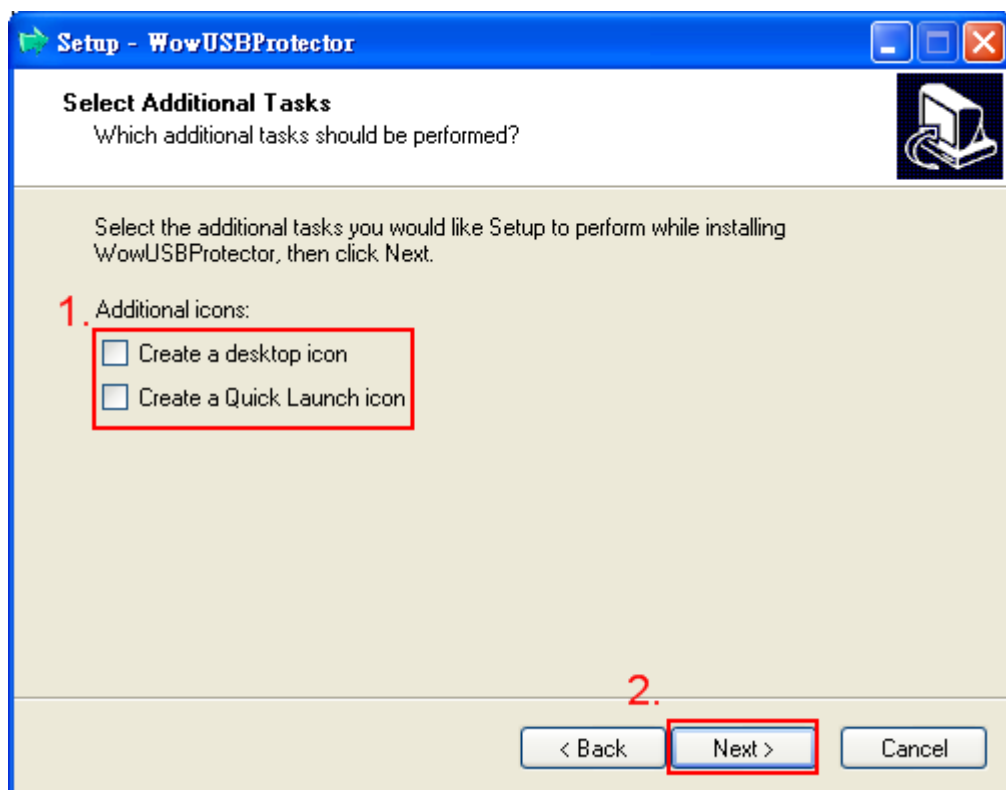 Setup - WowUSBProtector
Select Additional Tasks
Which additional tasks should be performed?
Select the additional tasks you would like Setup to perform while installing
WowUSBProtector, then click Next.
1. Additional icons:
Create a desktop icon
Create a Quick Launch icon
2.
< Back Next > Cancel